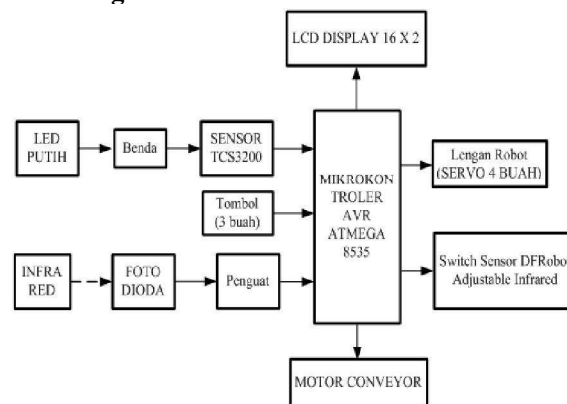 LCD DISPLAY 16 X 2
LED
PUTIH
Benda
SENSOR
TCS3200
MIKROKON
TROLER
AVR
ATMEGA
8535
Lengan Robot
(SERVO 4 BUAH)
Tombol
(3 buah)
INFRA
RED
FOTO
DIODA
Penguat
Switch Sensor DFRobo
Adjustable Infrared
MOTOR CONVEYOR